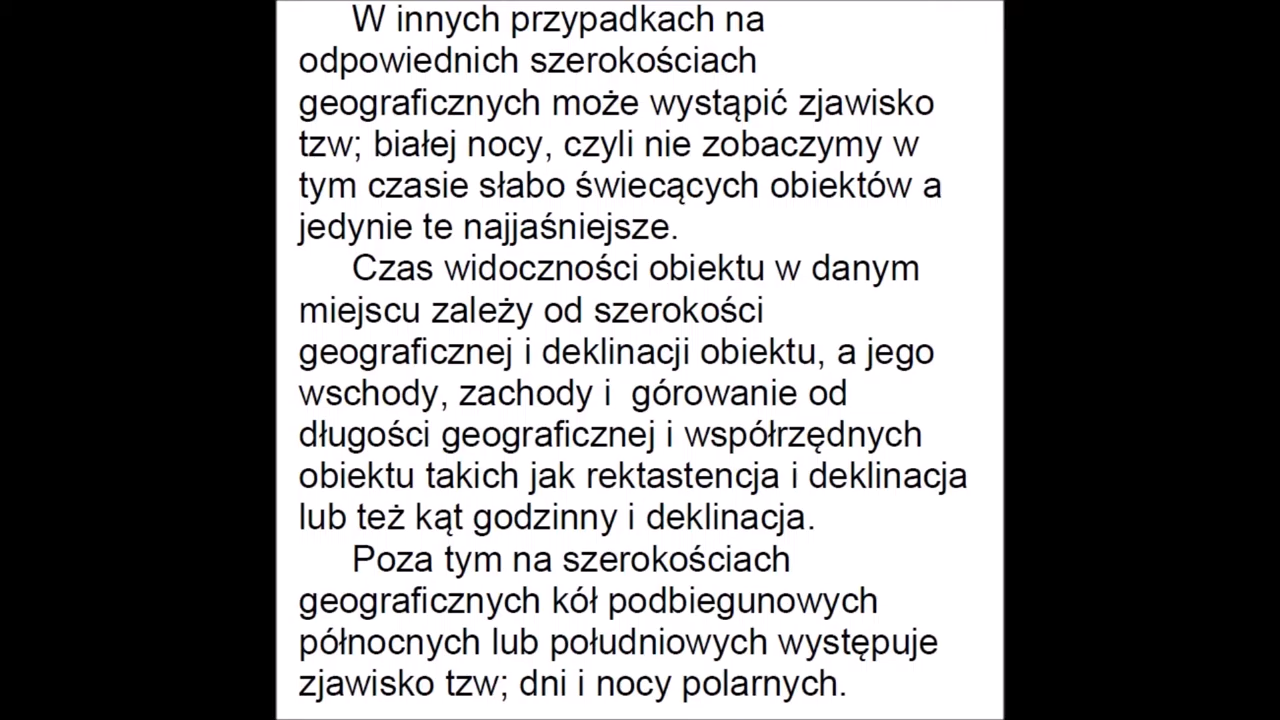 W innych przypadkach na
odpowiednich szerokościach
geograficznych może wystąpić zjawisko
tzw; białej nocy, czyli nie zobaczymy w
tym czasie słabo świecących obiektów a
jedynie te najjaśniejsze.
Czas widoczności obiektu w danym
miejscu zależy od szerokości
geograficznej i deklinacji obiektu, a jego
wschody, zachody i  górowanie od
długości geograficznej i współrzędnych
obiektu takich jak rektastencja i deklinacja
lub też kąt godzinny i deklinacja.
Poza tym na szerokościach
geograficznych kół podbiegunowych
północnych lub południowych występuje
zjawisko tzw; dni i nocy polarnych.